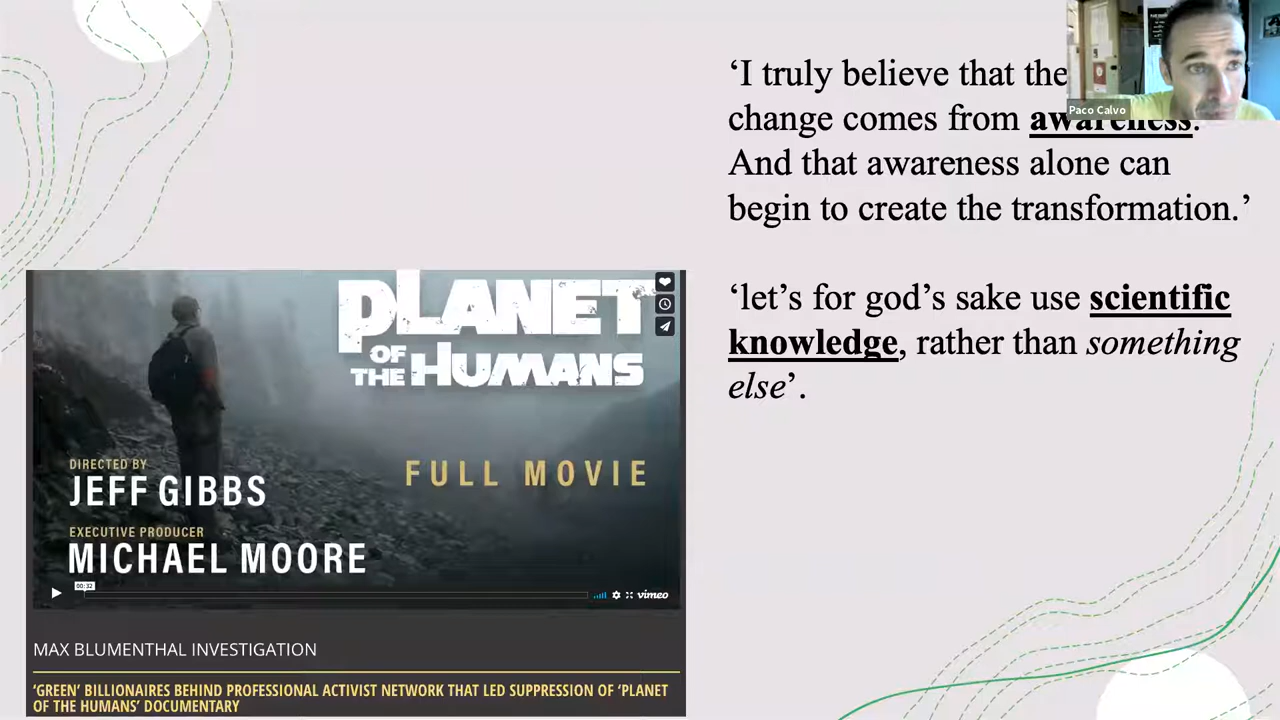 ‘I truly believe that the
change comes from awareness.
And that awareness alone can
begin to create the transformation.’
‘let’s for god’s sake use scientific
knowledge, rather than something
else’.
Paco Calvo
PLANET
OF
THE HUMANS
FULL MOVIE
DIRECTED BY
JEFF GIBBS
EXECUTIVE PRODUCER
MICHAEL MOORE
00:32
vimeo
MAX BLUMENTHAL INVESTIGATION
‘GREEN’ BILLIONAIRES BEHIND PROFESSIONAL ACTIVIST NETWORK THAT LED SUPPRESSION OF ‘PLANET
OF THE HUMANS’ DOCUMENTARY